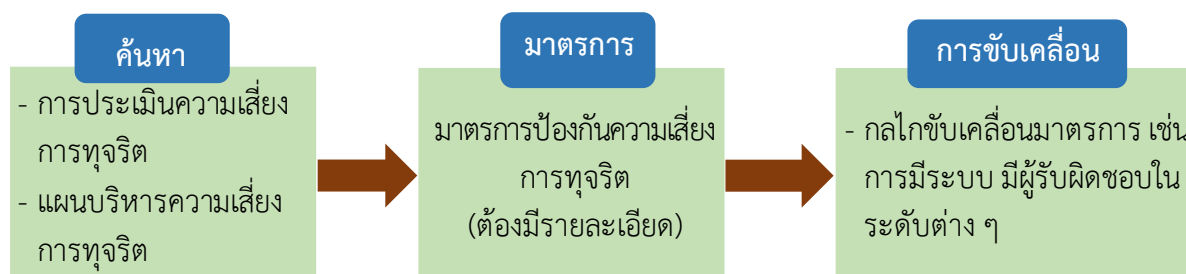 ค้นหา
- การประเมินความเสี่ยง
การทุจริต
- แผนบริหารความเสี่ยง
การทุจริต
มาตรการ
มาตรการป้องกันความเสี่ยง
การทุจริต
(ต้องมีรายละเอียด)
การขับเคลื่อน
- กลไกขับเคลื่อนมาตรการ เช่น
การมีระบบ มีผู้รับผิดชอบใน
ระดับต่าง ๆ